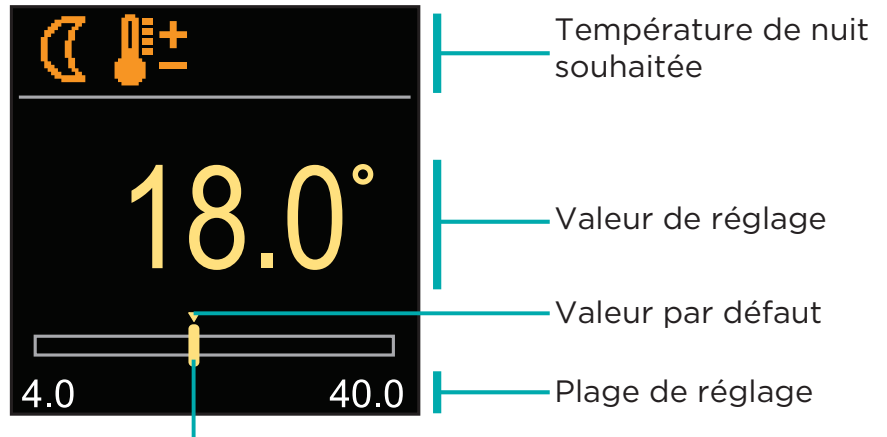 Température de nuit
souhaitée
18.0°
Valeur de réglage
Valeur par défaut
4.0 40.0
Plage de réglage